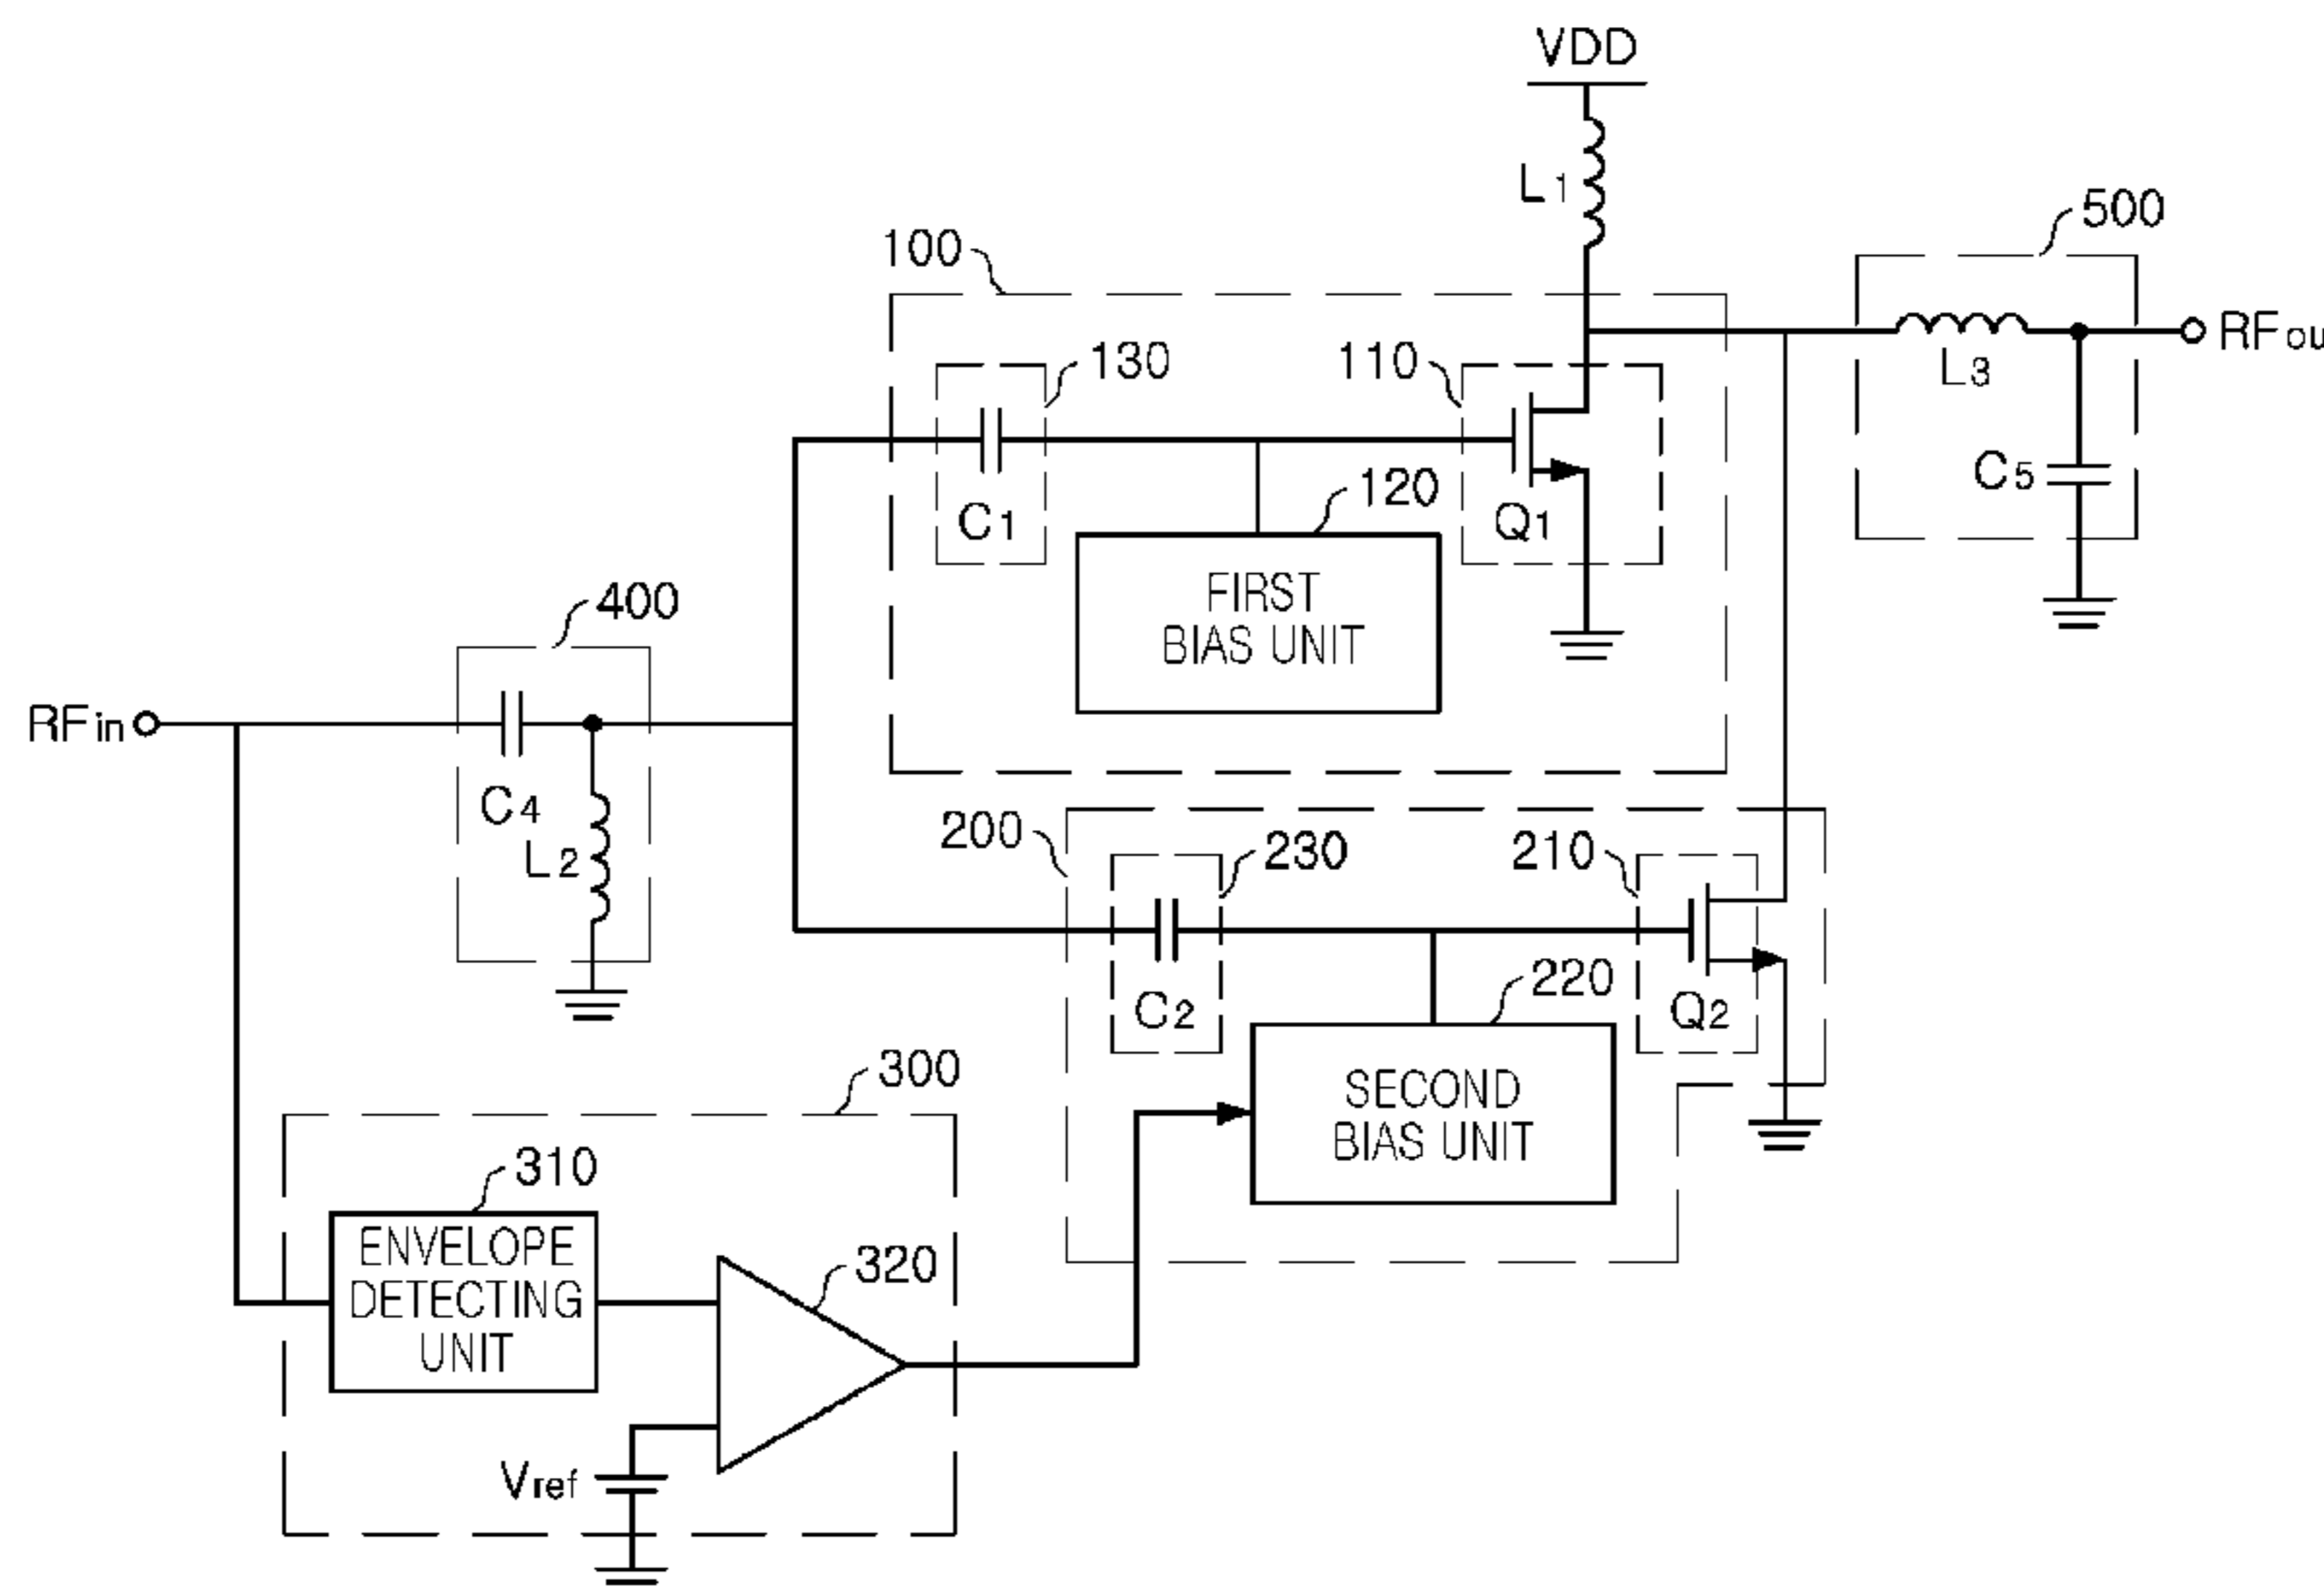 VDD
L1
500
100
RFou
130
110
L3
C5
120
C1
Q1
400
FIRST
BIAS UNIT
RFin
C4
200
230
210
L2
220
C2
Q2
300
SECOND
BIAS UNIT
310
ENVELOPE
DETECTING
UNIT
320
Vref